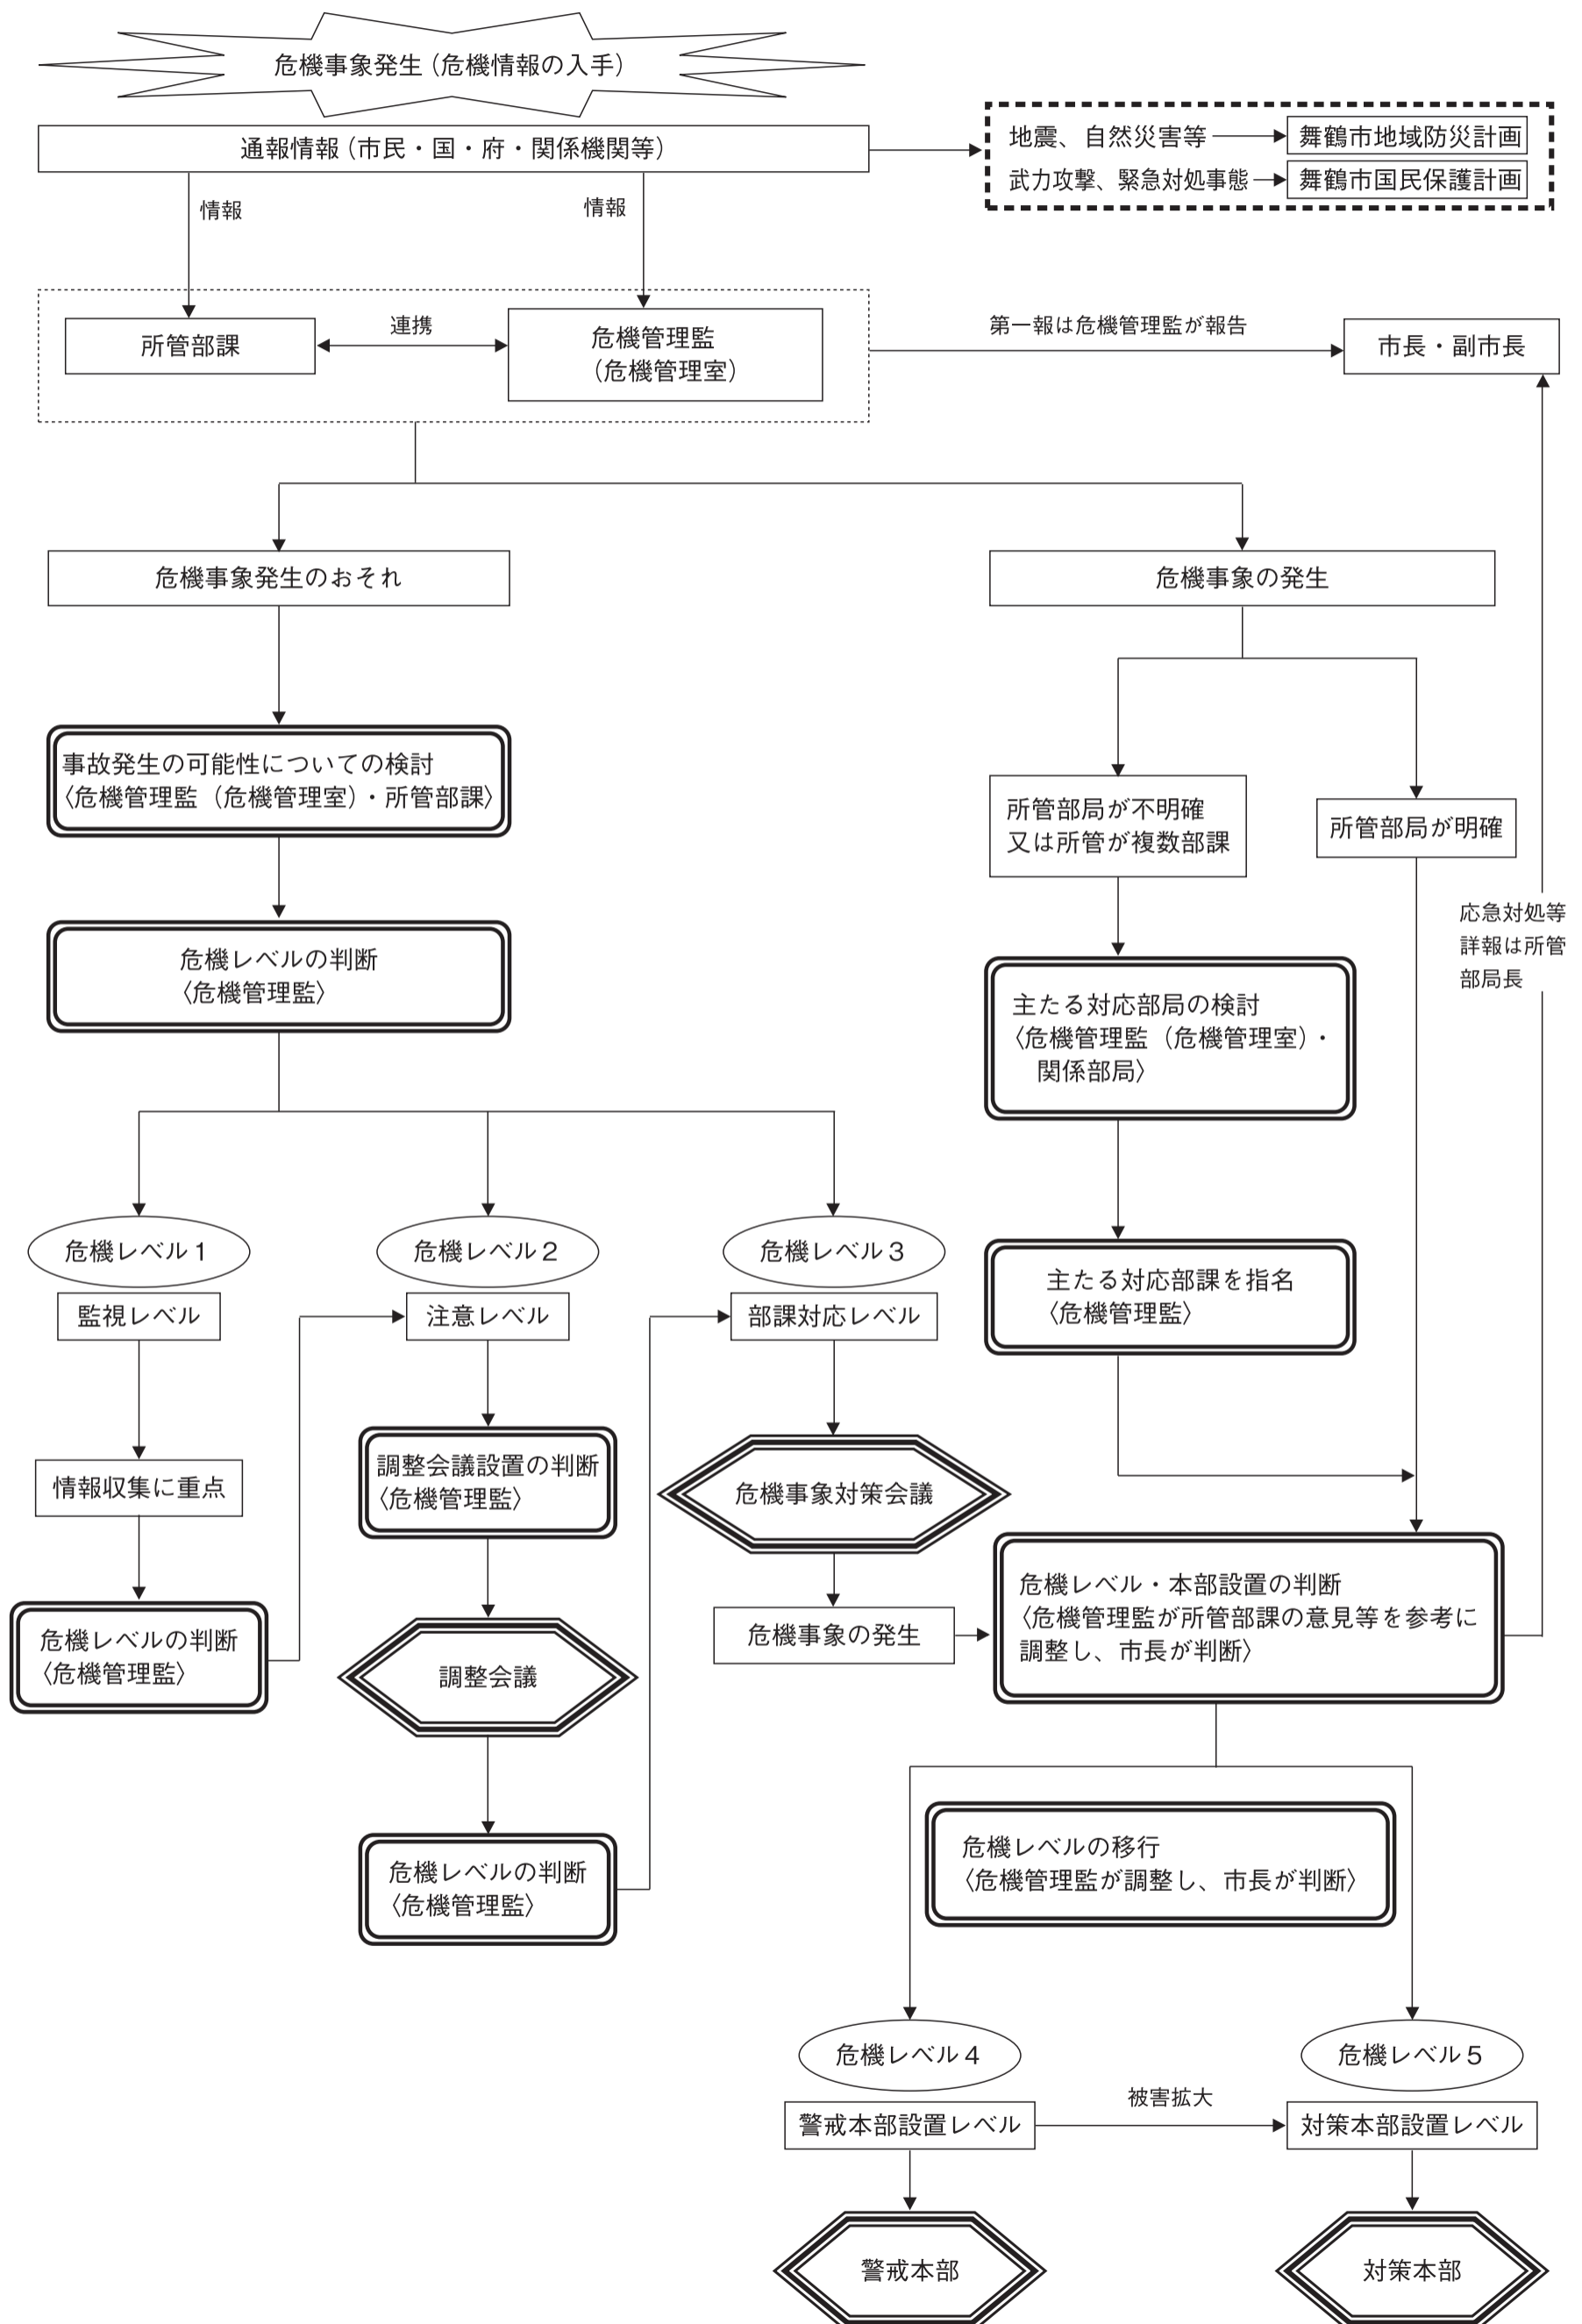 危機事象発生（危機情報の入手）
通報情報（市民・国・府・関係機関等）
地震、自然災害等
舞鶴市地域防災計画
武力攻撃、緊急対処事態
舞鶴市国民保護計画
情報
情報
所管部課
連携
危機管理監
（危機管理室）
第一報は危機管理監が報告
市長・副市長
危機事象発生のおそれ
危機事象の発生
事故発生の可能性についての検討
〈危機管理監（危機管理室）・所管部課〉
所管部局が不明確
又は所管が複数部課
所管部局が明確
応急対処等
詳報は所管
部局長
危機レベルの判断
〈危機管理監〉
主たる対応部局の検討
〈危機管理監（危機管理室）・
関係部局〉
危機レベル１
危機レベル２
危機レベル３
主たる対応部課を指名
〈危機管理監〉
監視レベル
注意レベル
部課対応レベル
情報収集に重点
調整会議設置の判断
〈危機管理監〉
危機事象対策会議
危機レベルの判断
〈危機管理監〉
調整会議
危機事象の発生
危機レベル・本部設置の判断
〈危機管理監が所管部課の意見等を参考に
調整し、市長が判断〉
危機レベルの判断
〈危機管理監〉
危機レベルの移行
〈危機管理監が調整し、市長が判断〉
危機レベル４
危機レベル５
警戒本部設置レベル
被害拡大
対策本部設置レベル
警戒本部
対策本部